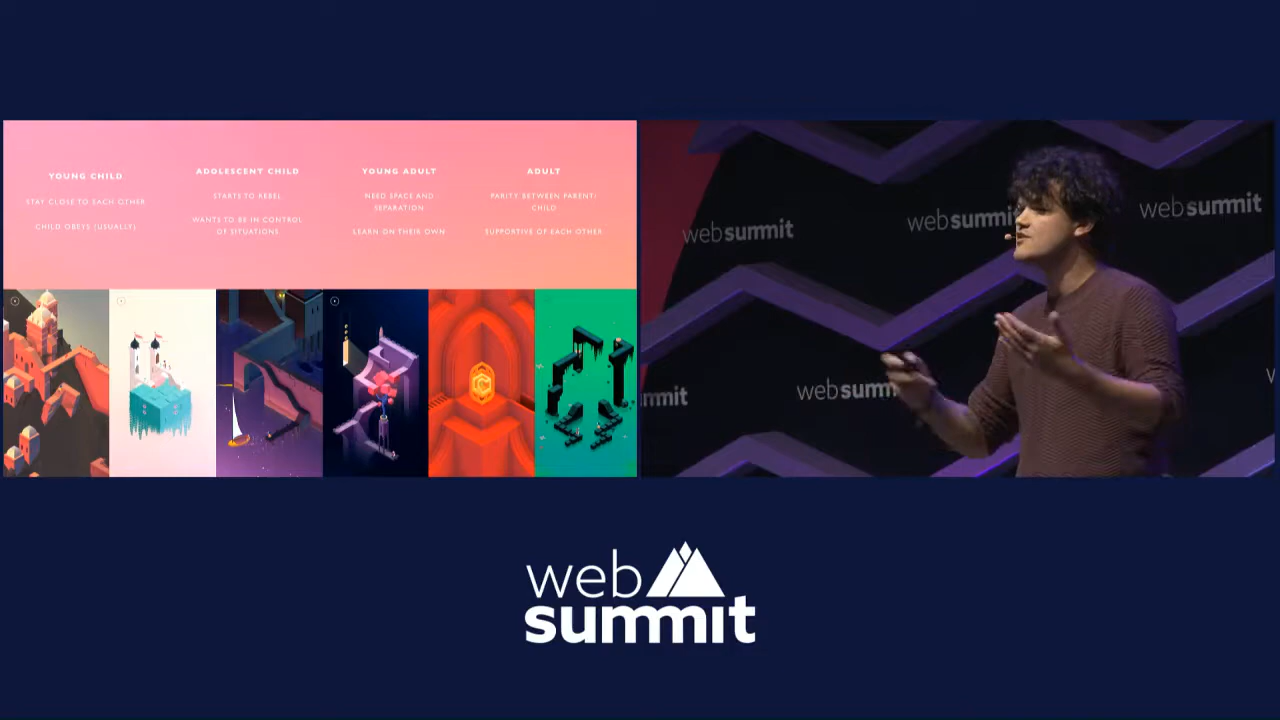 YOUNG CHILD
STAY CLOSE TO EACH OTHER
CHILD OBEYS (USUALLY)
ADOLESCENT CHILD
STARTS TO REBEL
WANTS TO BE IN CONTROL
OF SITUATIONS
YOUNG ADULT
NEED SPACE AND
SEPARATION
LEARN ON THEIR OWN
ADULT
PARITY BETWEEN PARENT-
CHILD
SUPPORTIVE OF EACH OTHER
websummit
websummit
websummit
mmit
websumm
w
web
summit